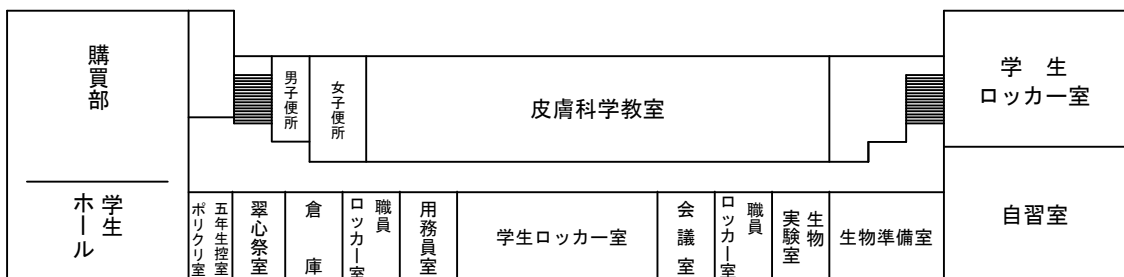 購買部
男子便所
女子便所
皮膚科学教室
学 生
ロッカー室
学生
ホール
五年生控室
ポリクリ室
翠心祭室
倉 庫
職員
ロッカー室
用務員室
学生ロッカー室
会議室
職員
ロッカー室
生物
実験室
生物準備室
自習室